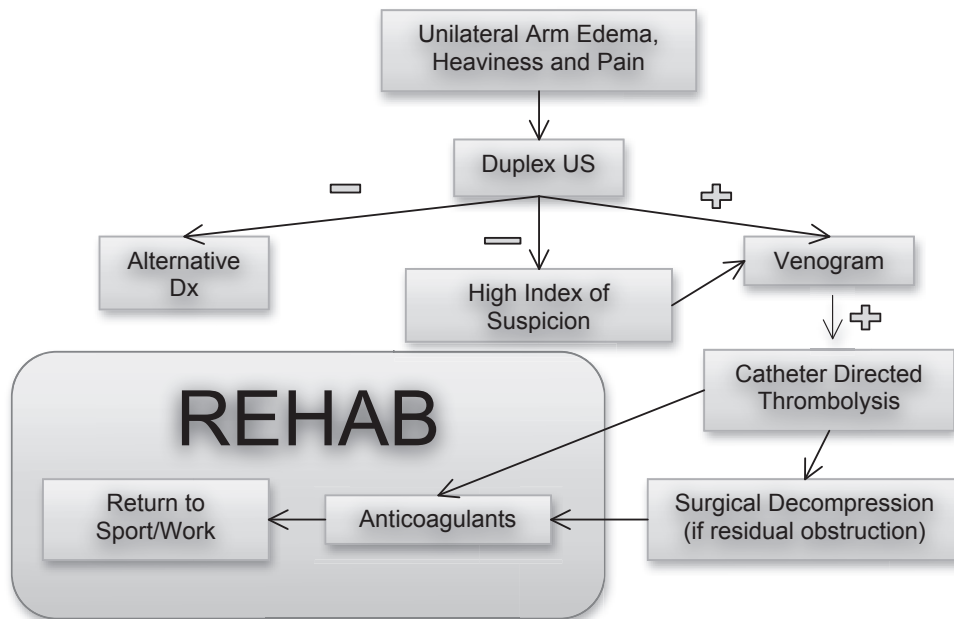 Unilateral Arm Edema,
Heaviness and Pain
Duplex US
Alternative
Dx
High Index of
Suspicion
Venogram
Catheter Directed
Thrombolysis
REHAB
Return to
Sport/Work
Anticoagulants
Surgical Decompression
(if residual obstruction)